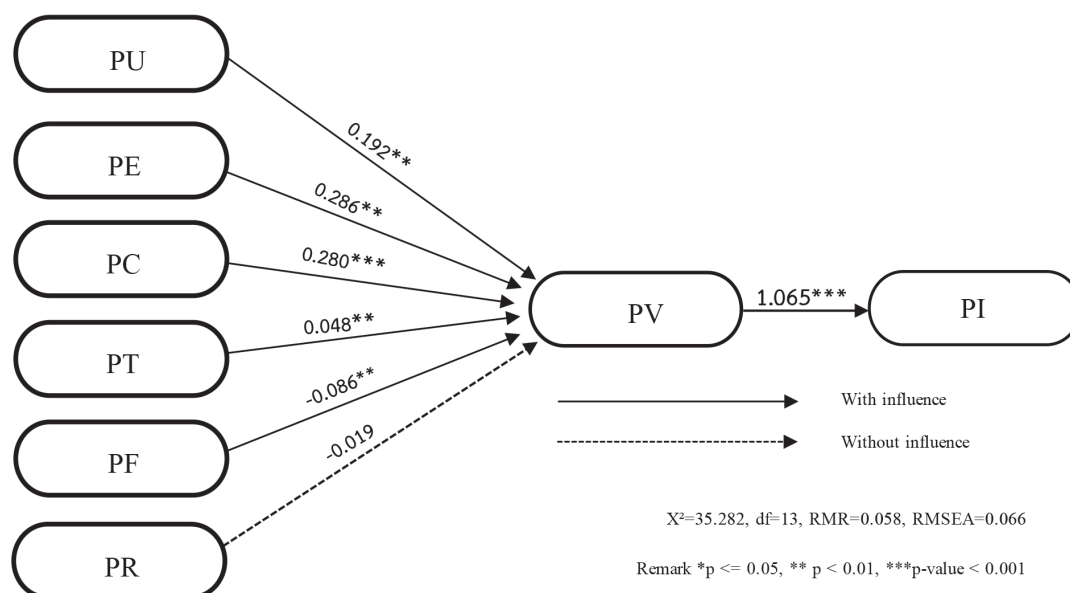 PU
0.192**
PE
0.286**
PC
0.280***
PT
0.048**
PF
-0.086**
PR
-0.019
PV
1.065***
PI
With influence
Without influence
X²=35.282, df=13, RMR=0.058, RMSEA=0.066
Remark *p <= 0.05, ** p < 0.01, ***p-value < 0.001